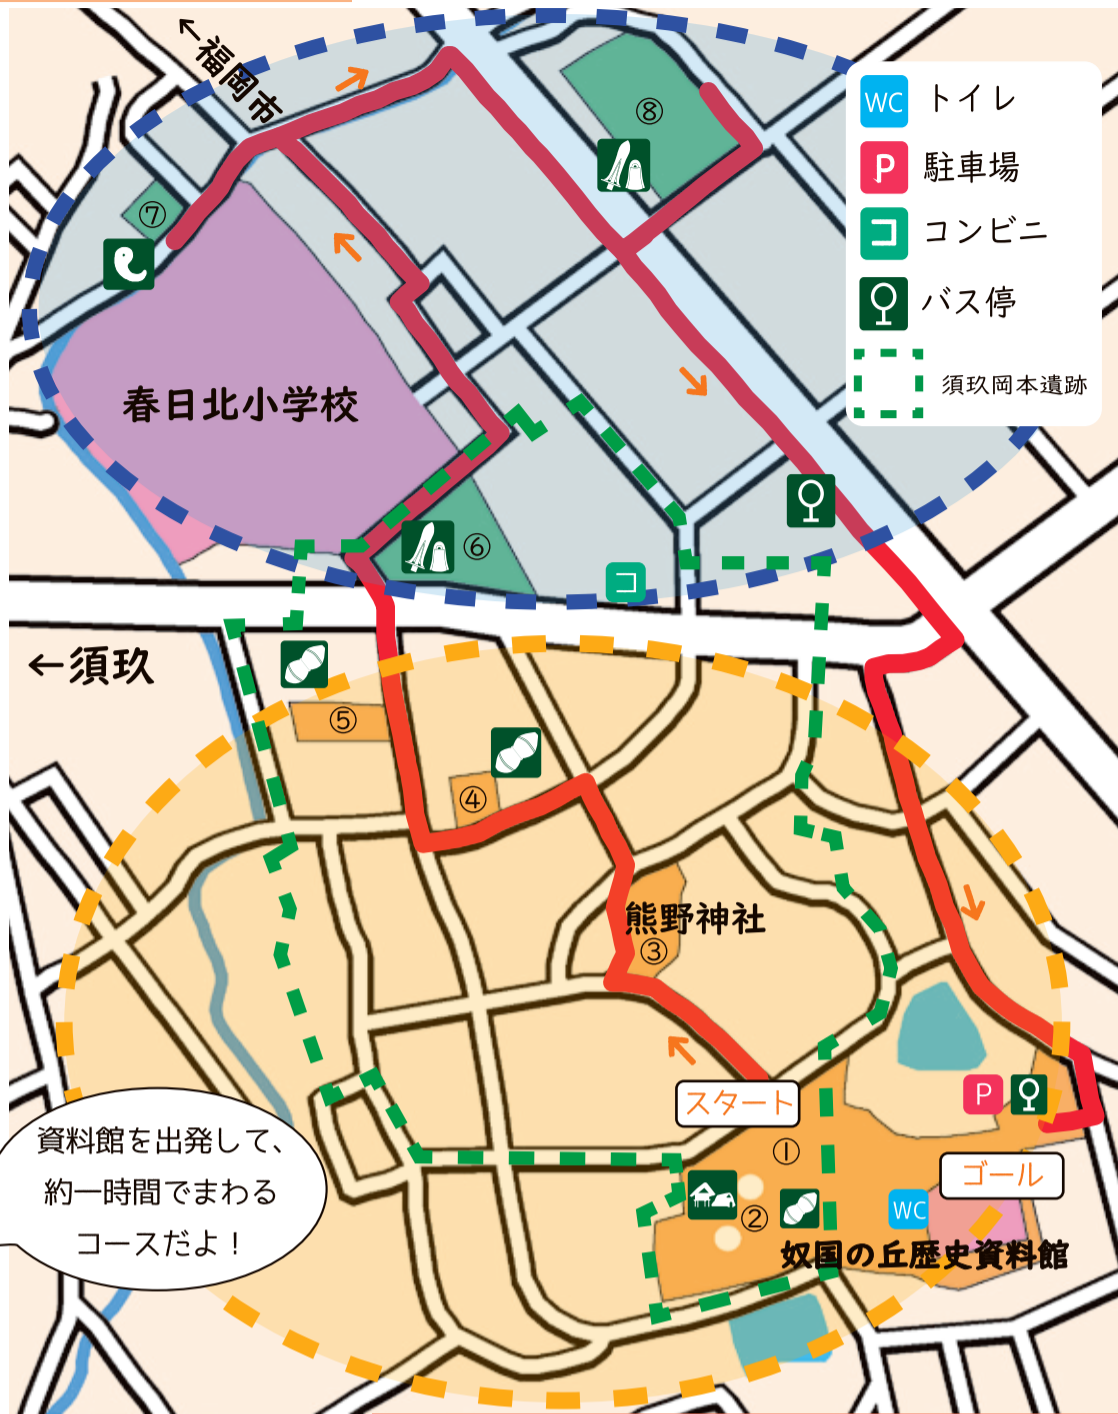 ←福岡市
WC トイレ
P 駐車場
コ コンビニ
バス停
須玖岡本遺跡
⑧
⑦
春日北小学校
⑥
コ
←須玖
⑤
④
熊野神社
③
スタート
P
①
ゴール
WC
②
奴国の丘歴史資料館
資料館を出発して、
約一時間でまわる
コースだよ！